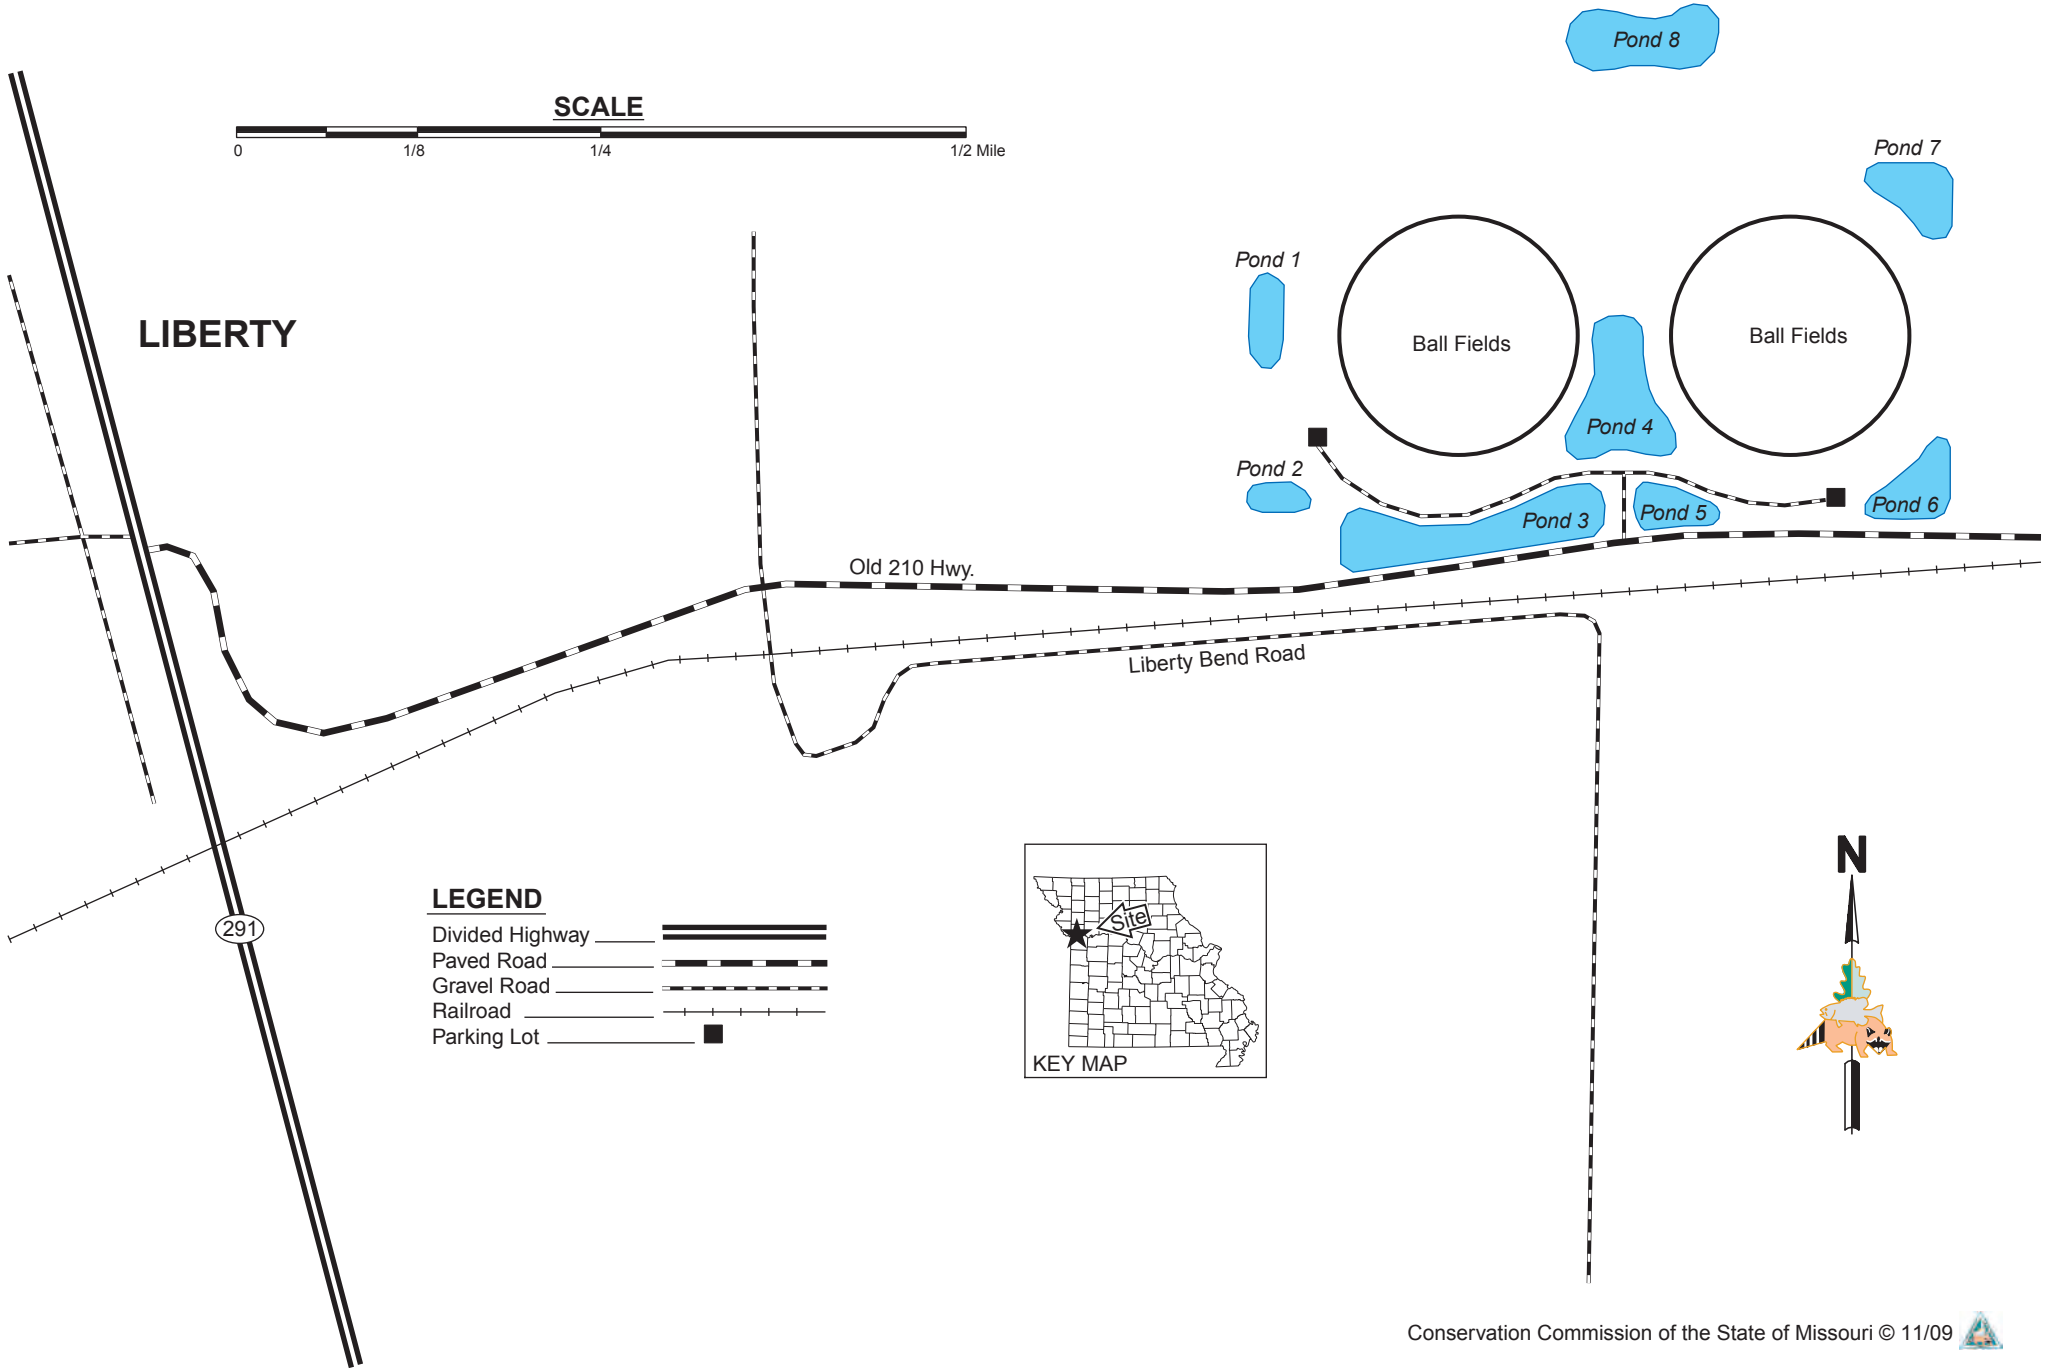 Pond 8
SCALE
0 1/8 1/4 1/2 Mile
Pond 7
Pond 1
LIBERTY
Ball Fields
Ball Fields
Pond 4
Pond 2
Pond 6
Pond 3
Pond 5
Old 210 Hwy.
Liberty Bend Road
N
291
LEGEND
Divided Highway
Paved Road
Gravel Road
Railroad
Parking Lot
Site
KEY MAP
Conservation Commission of the State of Missouri © 11/09